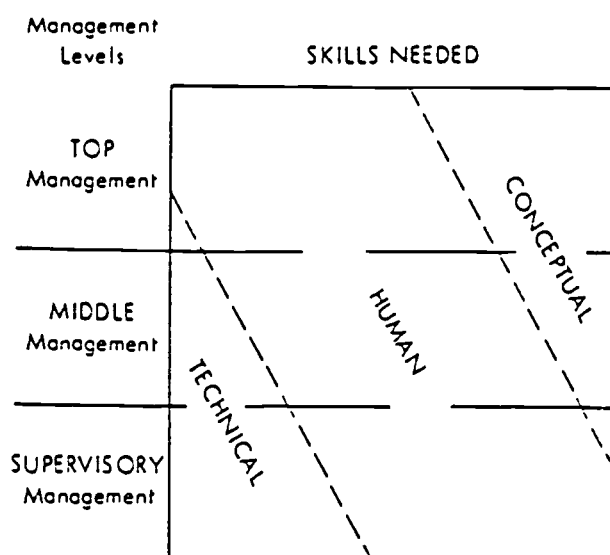 Management
Levels
SKILLS NEEDED
TOP
Management
CONCEPTUAL
MIDDLE
Management
HUMAN
TECHNICAL
SUPERVISORY
Management